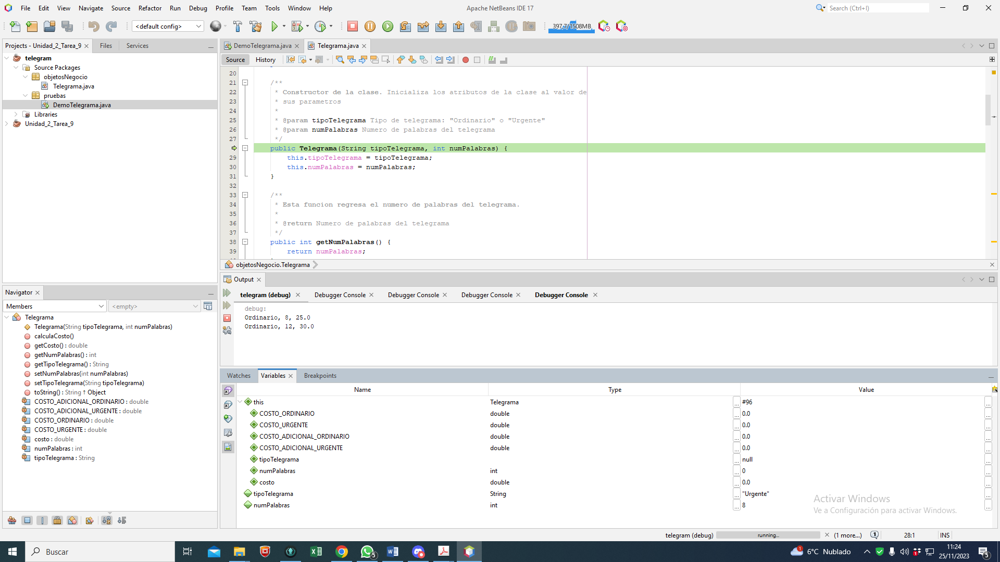 File Edit View Navigate Source Refactor Run Debug Profile Team Tools Window Help
Apache NetBeans IDE 17
Search (Ctrl+I)
<default config>
397,7/1508MB
Projects - Unidad_2_Tarea_9
Files
Services
telegram
Source Packages
objetosNegocio
Telegrama.java
pruebas
DemoTelegrama.java
Libraries
Unidad_2_Tarea_9
DemoTelegrama.java
Telegrama.java
Source
History
20
21 /**
22 * Constructor de la clase. Inicializa los atributos de la clase al valor de
23 * sus parametros
24 *
25 * @param tipoTelegrama Tipo de telegrama: "Ordinario" o "Urgente"
26 * @param numPalabras Numero de palabras del telegrama
27 */
public Telegrama(String tipoTelegrama, int numPalabras) {
29 this.tipoTelegrama = tipoTelegrama;
30 this.numPalabras = numPalabras;
31 }
32
33 /**
34 * Esta funcion regresa el numero de palabras del telegrama.
35 *
36 * @return Numero de palabras del telegrama
37 */
38 public int getNumPalabras() {
39 return numPalabras;
objetosNegocio.Telegrama
Navigator
Members
<empty>
Telegrama
Telegrama(String tipoTelegrama, int numPalabras)
calculaCosto()
getCosto() : double
getNumPalabras() : int
getTipoTelegrama() : String
setNumPalabras(int numPalabras)
setTipoTelegrama(String tipoTelegrama)
toString() : String ↑ Object
COSTO_ADICIONAL_ORDINARIO : double
COSTO_ADICIONAL_URGENTE : double
COSTO_ORDINARIO : double
COSTO_URGENTE : double
costo : double
numPalabras : int
tipoTelegrama : String
Output
telegram (debug)
Debugger Console
Debugger Console
Debugger Console
Debugger Console
debug:
Ordinario, 8, 25.0
Ordinario, 12, 30.0
Watches
Variables
Breakpoints
Name Type Value
this Telegrama ... #96 ...
COSTO_ORDINARIO double ... 0.0 ...
COSTO_URGENTE double ... 0.0 ...
COSTO_ADICIONAL_ORDINARIO double ... 0.0 ...
COSTO_ADICIONAL_URGENTE double ... 0.0 ...
tipoTelegrama ... null ...
numPalabras int ... 0 ...
costo double ... 0.0 ...
tipoTelegrama String ... "Urgente" ...
numPalabras int ... 8 ...
Activar Windows
Ve a Configuración para activar Windows.
telegram (debug)
running...
(1 more...)
1
28:1
INS
Buscar
5
1
6°C Nublado
1
11:24
25/11/2023
5